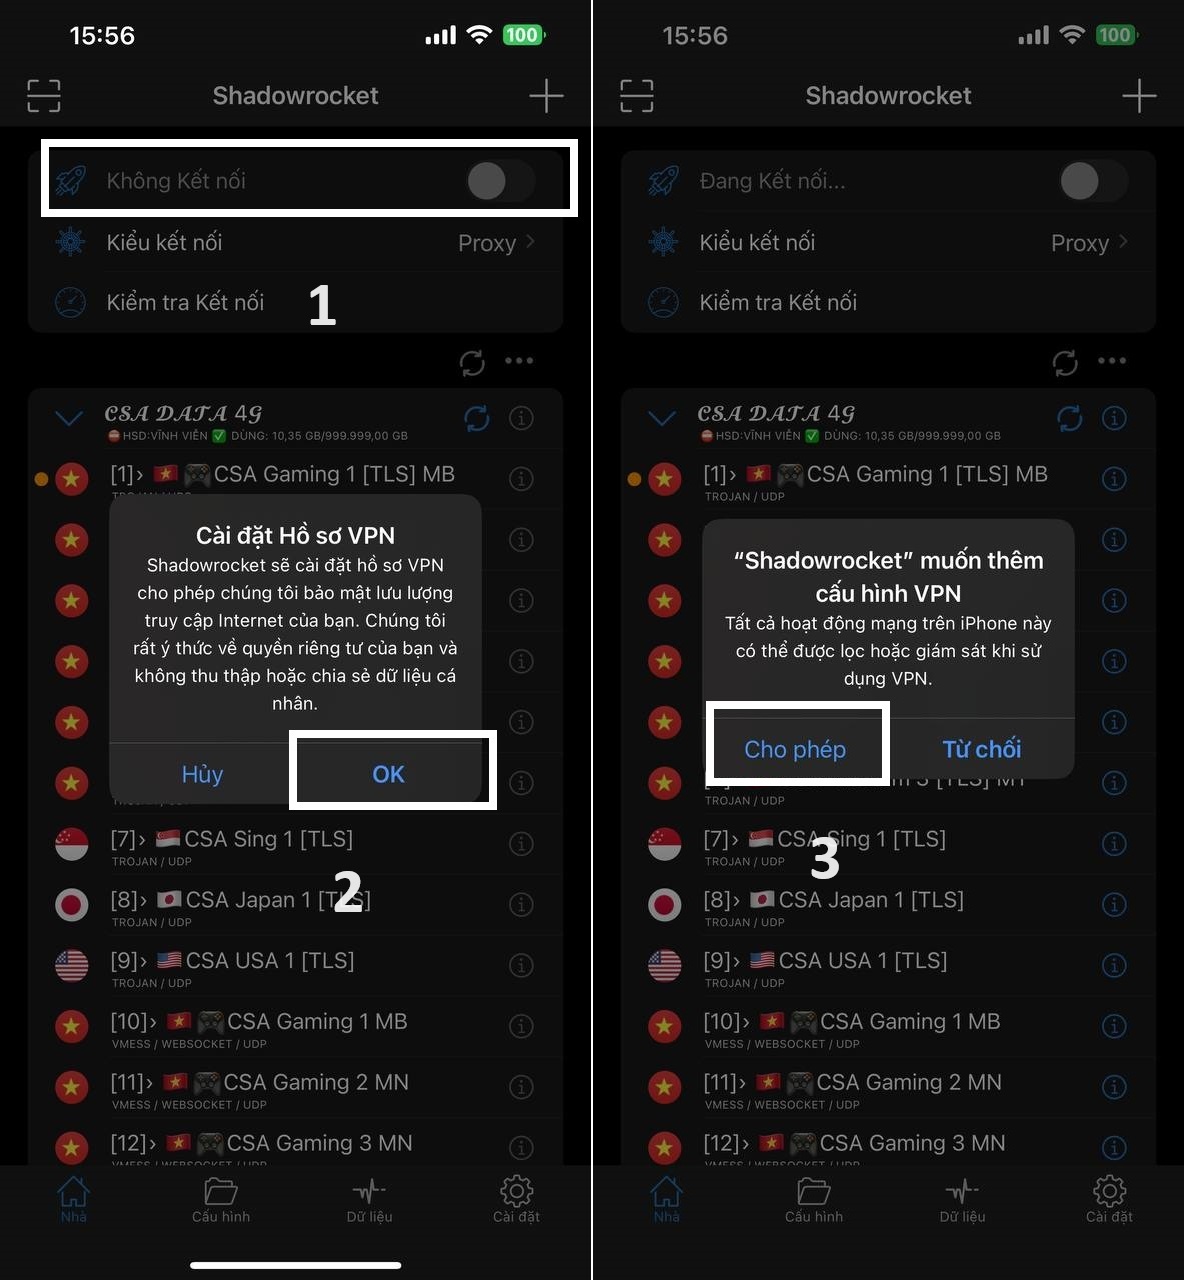 15:56
100
Shadowrocket
Không Kết nối
Kiểu kết nối
Proxy
Kiểm tra Kết nối
1
CSA DATA 4G
HSD:VĨNH VIỄN ✅ DÙNG: 10,35 GB/999.999,00 GB
[1]› 🇻🇳🎮CSA Gaming 1 [TLS] MB
Cài đặt Hồ sơ VPN
Shadowrocket sẽ cài đặt hồ sơ VPN
cho phép chúng tôi bảo mật lưu lượng
truy cập Internet của bạn. Chúng tôi
rất ý thức về quyền riêng tư của bạn và
không thu thập hoặc chia sẻ dữ liệu cá
nhân.
Hủy
OK
TROJAN / UDP
[7]› 🇸🇬CSA Sing 1 [TLS]
TROJAN / UDP
2
[8]› 🇯🇵CSA Japan 1 [TLS]
TROJAN / UDP
[9]› 🇺🇸CSA USA 1 [TLS]
TROJAN / UDP
[10]› 🇻🇳🎮CSA Gaming 1 MB
VMESS / WEBSOCKET / UDP
[11]› 🇻🇳🎮CSA Gaming 2 MN
VMESS / WEBSOCKET / UDP
[12]› 🇻🇳🎮CSA Gaming 3 MN
VMESS / WEBSOCKET / UDP
Nhà
Cấu hình
Dữ liệu
Cài đặt
15:56
100
Shadowrocket
Đang Kết nối...
Kiểu kết nối
Proxy
Kiểm tra Kết nối
CSA DATA 4G
HSD:VĨNH VIỄN ✅ DÙNG: 10,35 GB/999.999,00 GB
[1]› 🇻🇳🎮CSA Gaming 1 [TLS] MB
TROJAN / UDP
“Shadowrocket” muốn thêm
cấu hình VPN
Tất cả hoạt động mạng trên iPhone này
có thể được lọc hoặc giám sát khi sử
dụng VPN.
Cho phép
Từ chối
TROJAN / UDP
[7]› 🇸🇬CSA Sing 1 [TLS]
TROJAN / UDP
3
[8]› 🇯🇵CSA Japan 1 [TLS]
TROJAN / UDP
[9]› 🇺🇸CSA USA 1 [TLS]
TROJAN / UDP
[10]› 🇻🇳🎮CSA Gaming 1 MB
VMESS / WEBSOCKET / UDP
[11]› 🇻🇳🎮CSA Gaming 2 MN
VMESS / WEBSOCKET / UDP
[12]› 🇻🇳🎮CSA Gaming 3 MN
VMESS / WEBSOCKET / UDP
Nhà
Cấu hình
Dữ liệu
Cài đặt